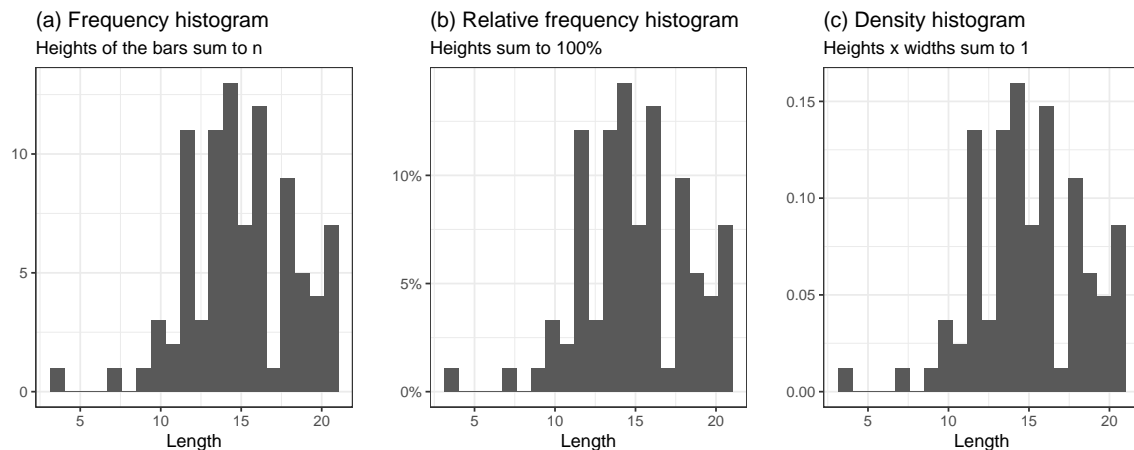 (a) Frequency histogram
Heights of the bars sum to n
10
5
0
5
10
15
20
Length
(b) Relative frequency histogram
Heights sum to 100%
10%
5%
0%
5
10
15
20
Length
(c) Density histogram
Heights x widths sum to 1
0.15
0.10
0.05
0.00
5
10
15
20
Length